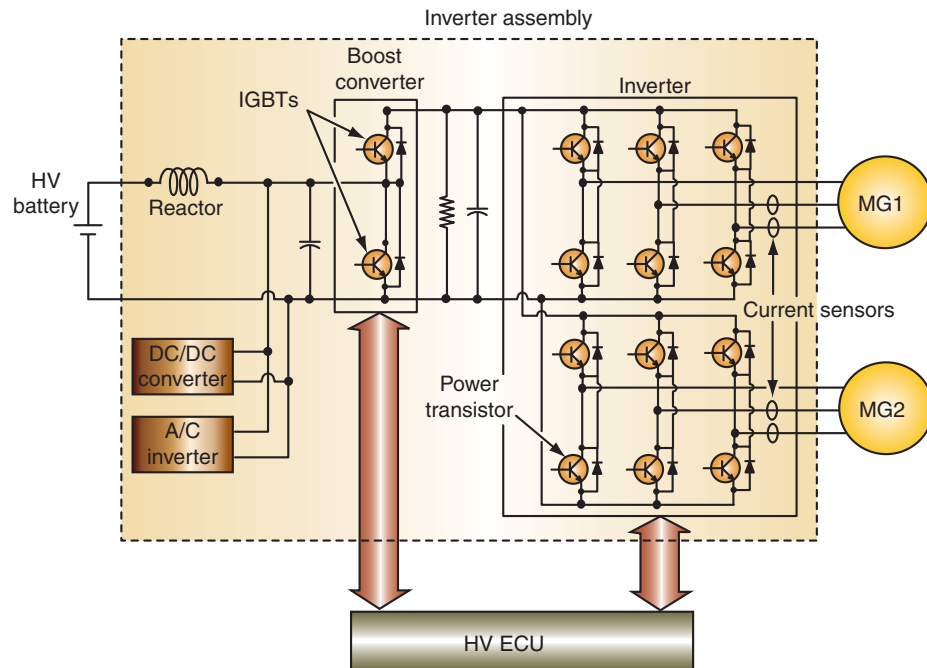 Inverter assembly
Boost
converter
IGBTs
Inverter
HV
battery
Reactor
MG1
Current sensors
DC/DC
converter
Power
transistor
MG2
A/C
inverter
HV ECU